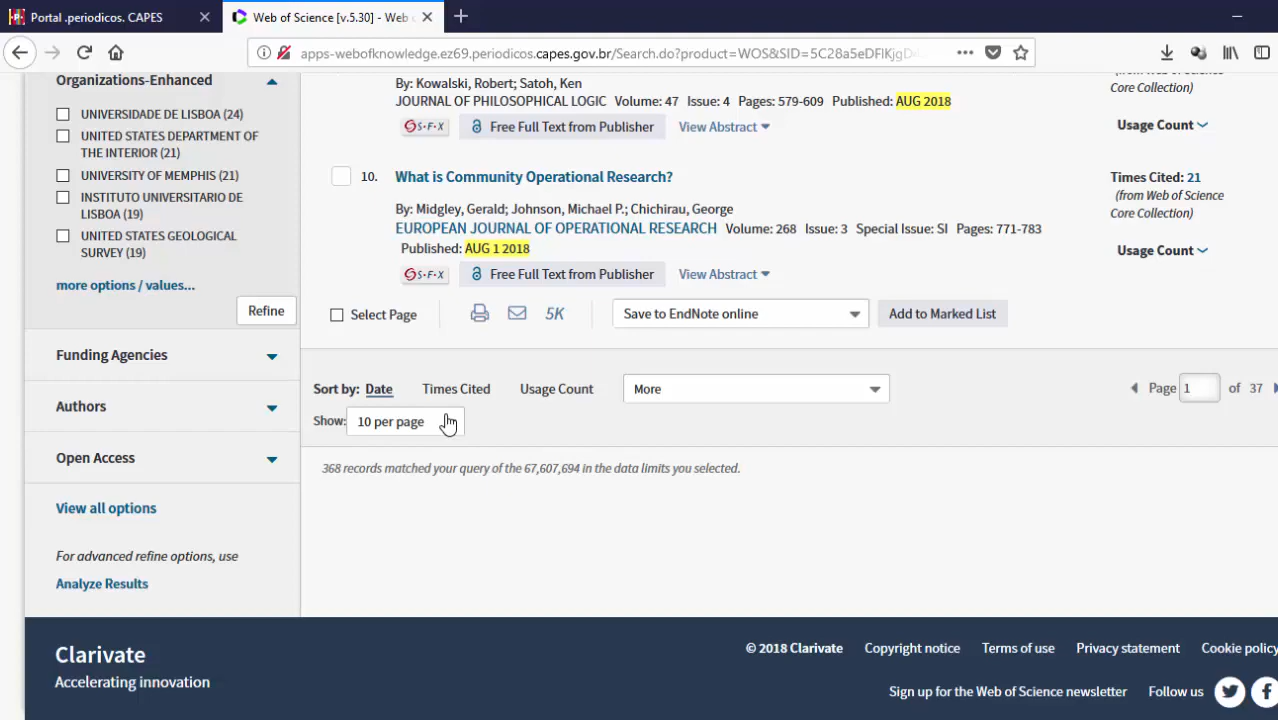 Portal .periodicos. CAPES
Web of Science [v.5.30] - Web
apps-webofknowledge.ez69.periodicos.capes.gov.br/Search.do?product=WOS&SID=5C28a5eDFlKjgD
Organizations-Enhanced
UNIVERSIDADE DE LISBOA (24)
UNITED STATES DEPARTMENT OF
THE INTERIOR (21)
UNIVERSITY OF MEMPHIS (21)
INSTITUTO UNIVERSITARIO DE
LISBOA (19)
UNITED STATES GEOLOGICAL
SURVEY (19)
more options / values...
Refine
Funding Agencies
Authors
Open Access
View all options
For advanced refine options, use
Analyze Results
By: Kowalski, Robert; Satoh, Ken
JOURNAL OF PHILOSOPHICAL LOGIC Volume: 47 Issue: 4 Pages: 579-609 Published: AUG 2018
S·F·X Free Full Text from Publisher View Abstract
Core Collection)
Usage Count
10. What is Community Operational Research?
By: Midgley, Gerald; Johnson, Michael P.; Chichirau, George
EUROPEAN JOURNAL OF OPERATIONAL RESEARCH Volume: 268 Issue: 3 Special Issue: SI Pages: 771-783
Published: AUG 1 2018
S·F·X Free Full Text from Publisher View Abstract
Times Cited: 21
(from Web of Science
Core Collection)
Usage Count
Select Page 5K Save to EndNote online Add to Marked List
Sort by: Date Times Cited Usage Count More Page 1 of 37
Show: 10 per page
368 records matched your query of the 67,607,694 in the data limits you selected.
Clarivate
Accelerating innovation
© 2018 Clarivate Copyright notice Terms of use Privacy statement Cookie policy
Sign up for the Web of Science newsletter Follow us